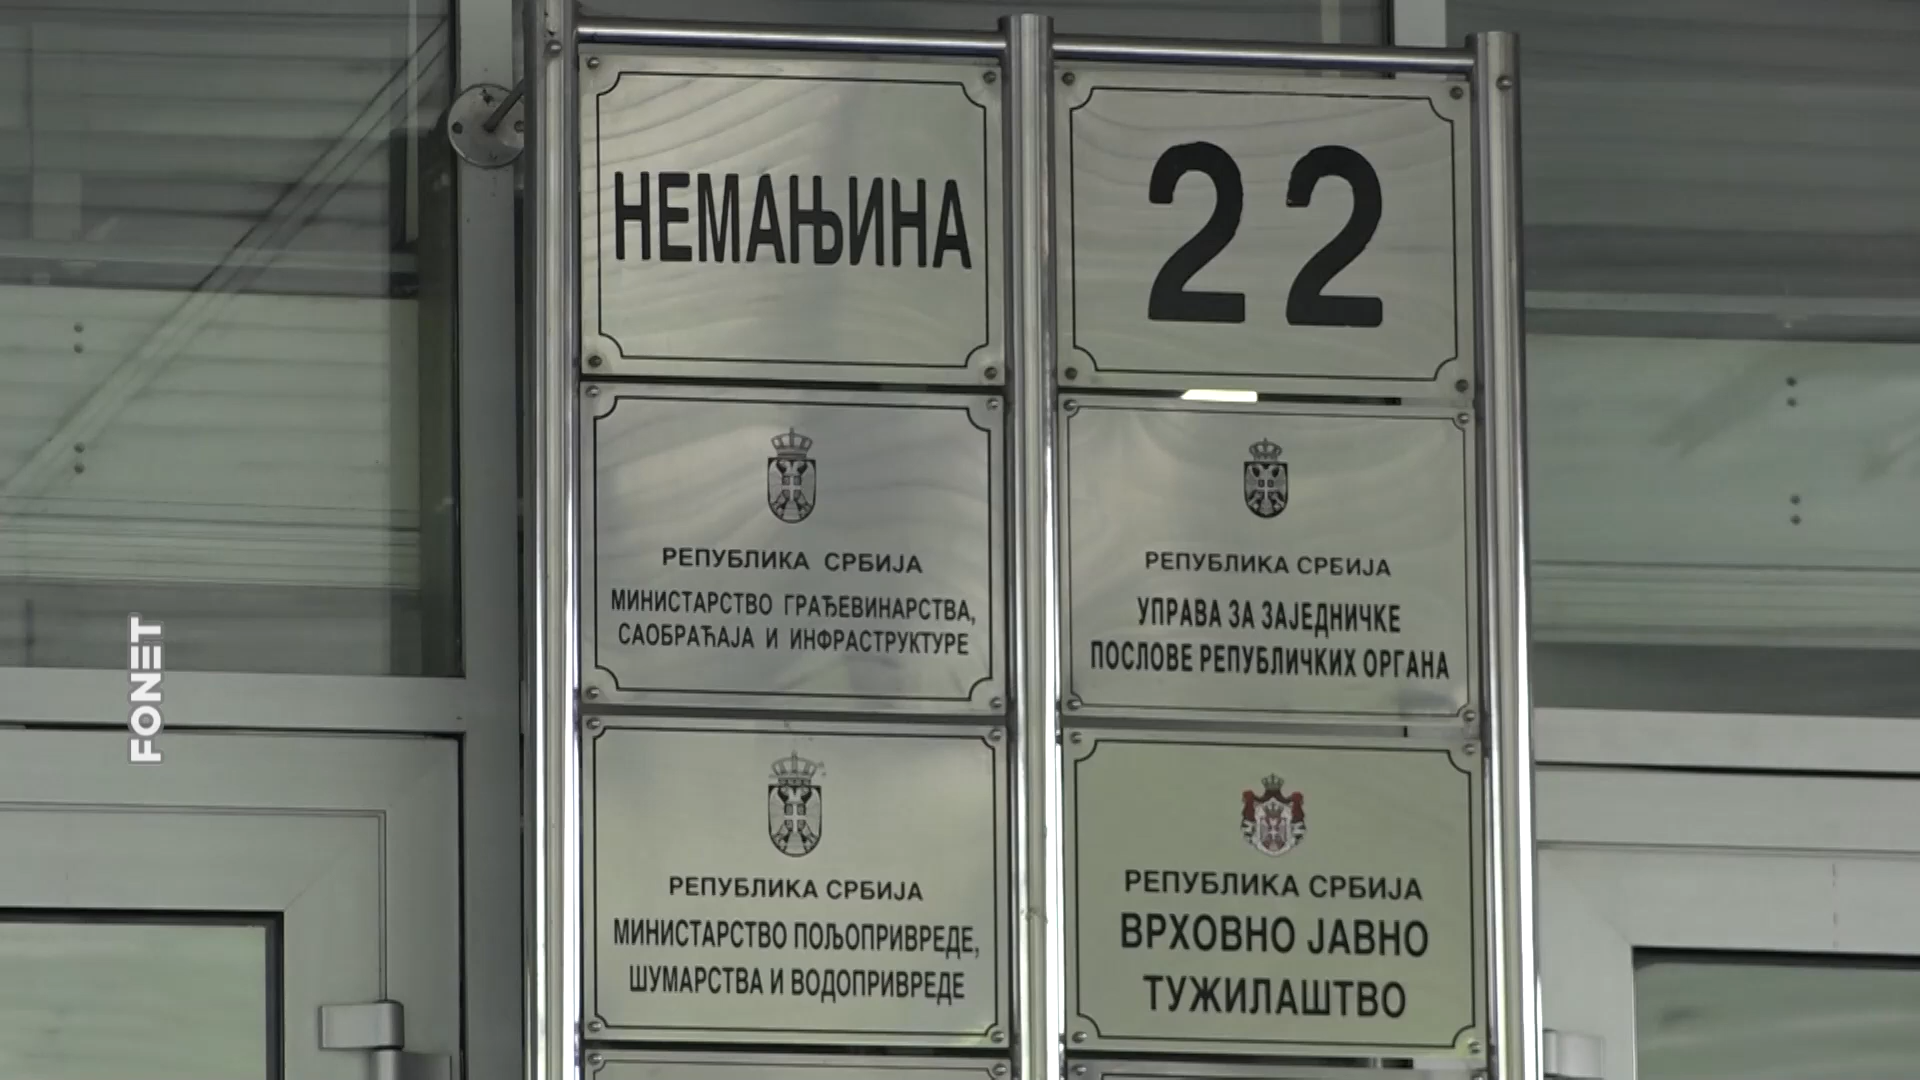 НЕМАЊИНА
22
РЕПУБЛИКА СРБИЈА
МИНИСТАРСТВО ГРАЂЕВИНАРСТВА,
САОБРАЋАЈА И ИНФРАСТРУКТУРЕ
РЕПУБЛИКА СРБИЈА
УПРАВА ЗА ЗАЈЕДНИЧКЕ
ПОСЛОВЕ РЕПУБЛИЧКИХ ОРГАНА
РЕПУБЛИКА СРБИЈА
МИНИСТАРСТВО ПОЉОПРИВРЕДЕ,
ШУМАРСТВА И ВОДОПРИВРЕДЕ
РЕПУБЛИКА СРБИЈА
ВРХОВНО ЈАВНО
ТУЖИЛАШТВО
FONET